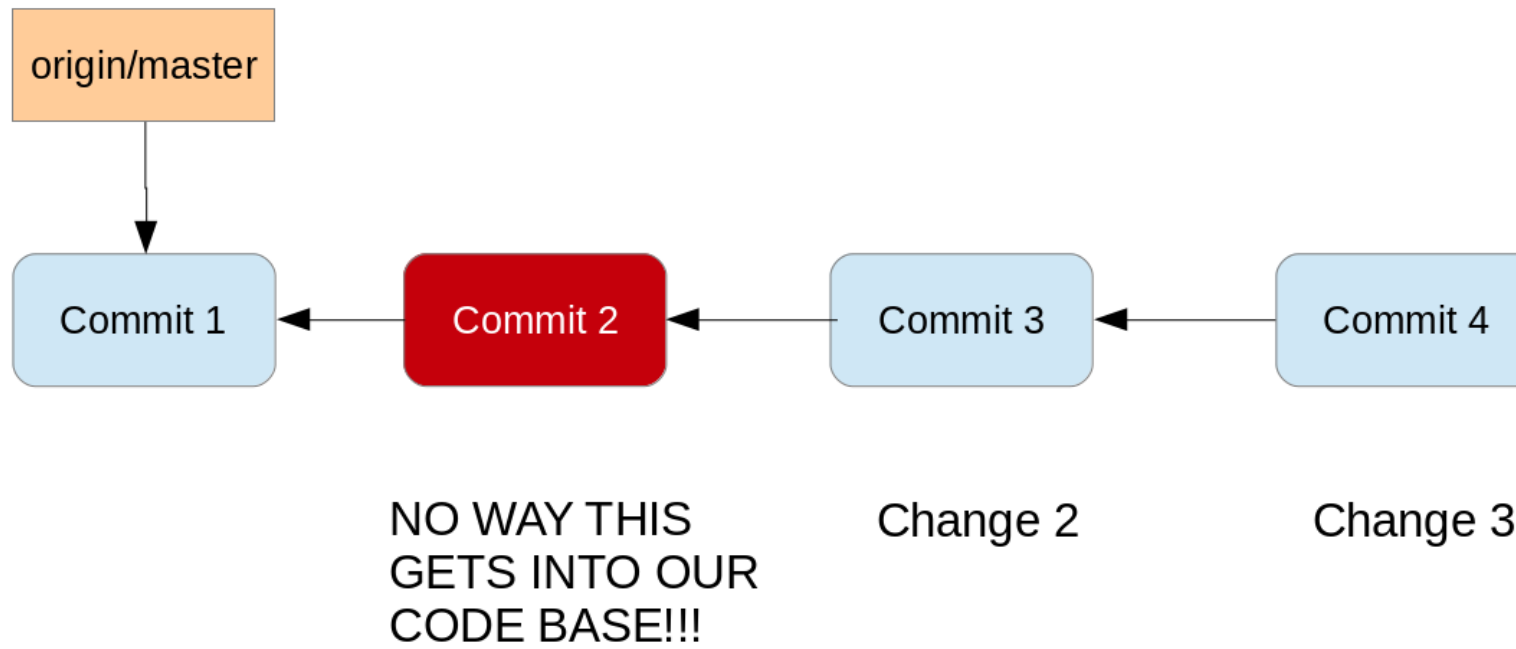 origin/master
Commit 1
Commit 2
Commit 3
Commit 4
NO WAY THIS
GETS INTO OUR
CODE BASE!!!
Change 2
Change 3